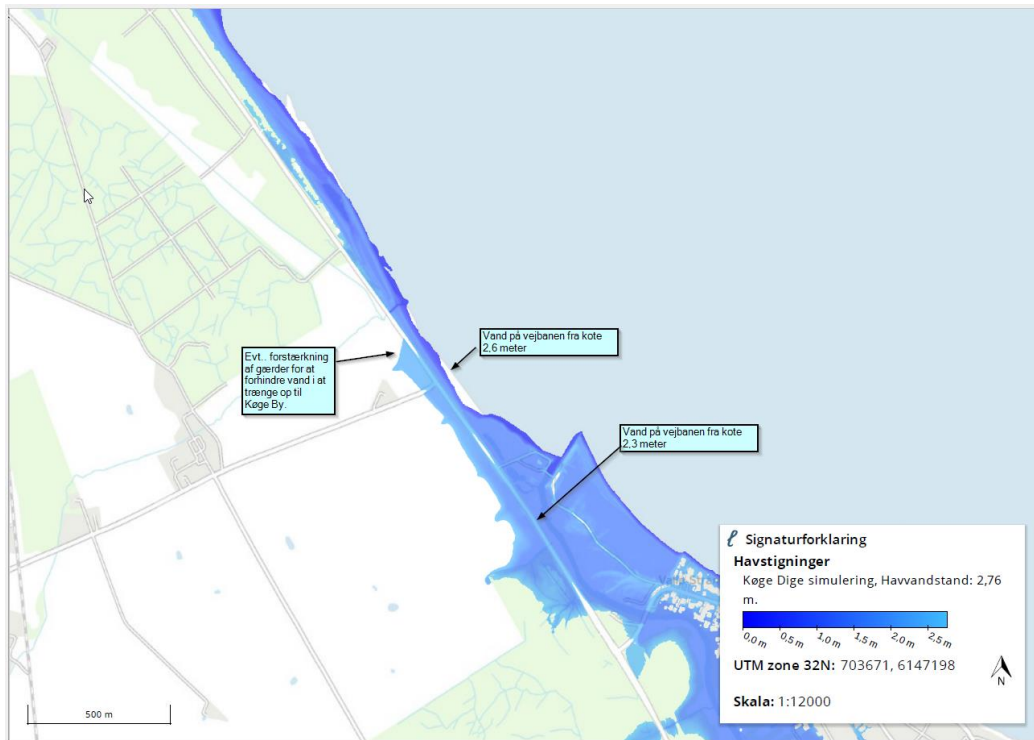 Vand på vejbanen fra kote
2,6 meter
Evt.. forstærkning
af gærder for at
forhindre vand i at
trænge op til
Køge By.
Vand på vejbanen fra kote
2,3 meter
Signaturforklaring
Havstigninger
Køge Dige simulering, Havvandstand: 2,76
m.
0,0 m 0,5 m 1,0 m 1,5 m 2,0 m 2,5 m
UTM zone 32N: 703671, 6147198
N
Skala: 1:12000
500 m